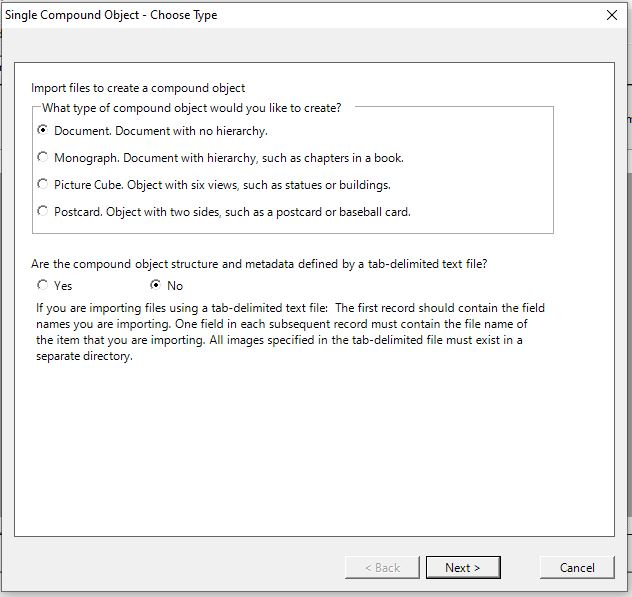 Single Compound Object - Choose Type
Import files to create a compound object
What type of compound object would you like to create?
Document. Document with no hierarchy.
Monograph. Document with hierarchy, such as chapters in a book.
Picture Cube. Object with six views, such as statues or buildings.
Postcard. Object with two sides, such as a postcard or baseball card.
Are the compound object structure and metadata defined by a tab-delimited text file?
Yes No
If you are importing files using a tab-delimited text file:  The first record should contain the field
names you are importing. One field in each subsequent record must contain the file name of
the item that you are importing. All images specified in the tab-delimited file must exist in a
separate directory.
< Back Next > Cancel